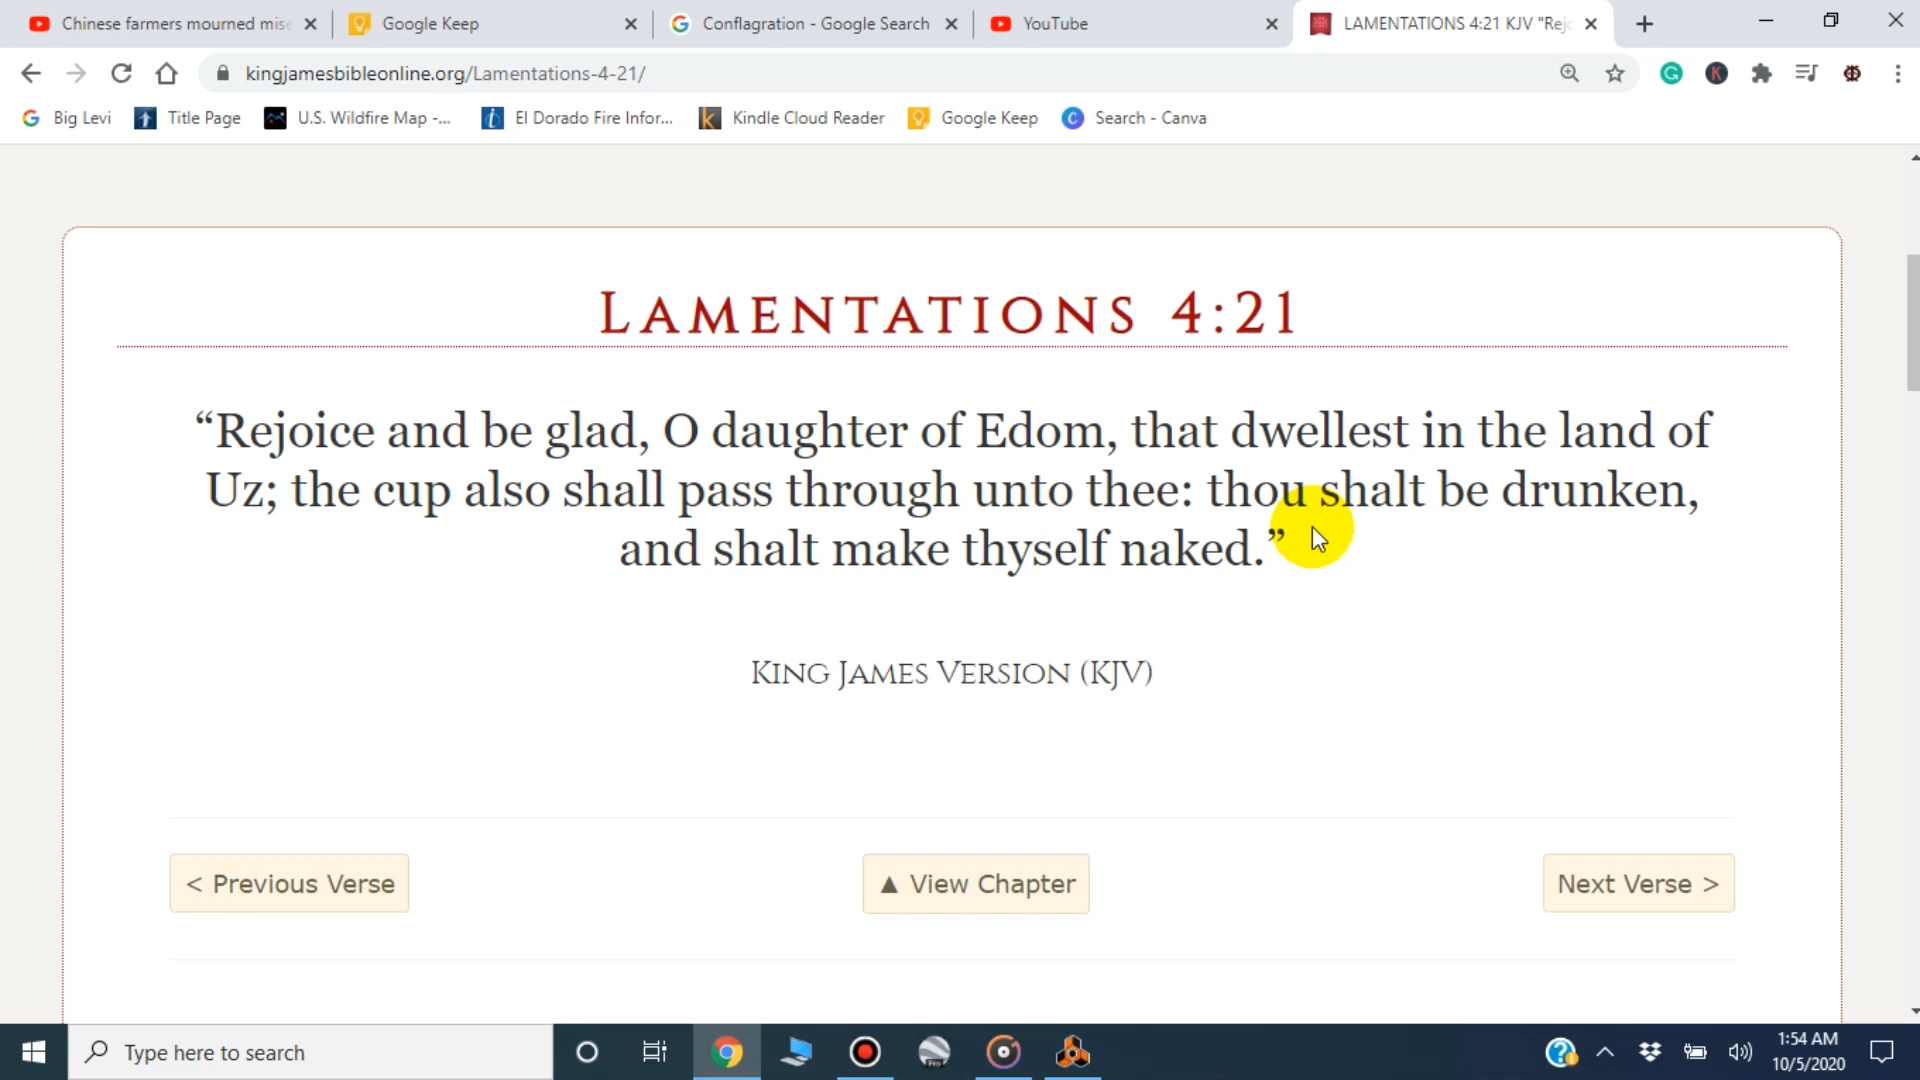 Chinese farmers mourned mise
Google Keep
Conflagration - Google Search
YouTube
LAMENTATIONS 4:21 KJV "Rejo
kingjamesbibleonline.org/Lamentations-4-21/
Big Levi
Title Page
U.S. Wildfire Map -...
El Dorado Fire Infor...
Kindle Cloud Reader
Google Keep
Search - Canva
LAMENTATIONS 4:21
“Rejoice and be glad, O daughter of Edom, that dwellest in the land of
Uz; the cup also shall pass through unto thee: thou shalt be drunken,
and shalt make thyself naked.”
KING JAMES VERSION (KJV)
< Previous Verse
▲ View Chapter
Next Verse >
Type here to search
1:54 AM
10/5/2020